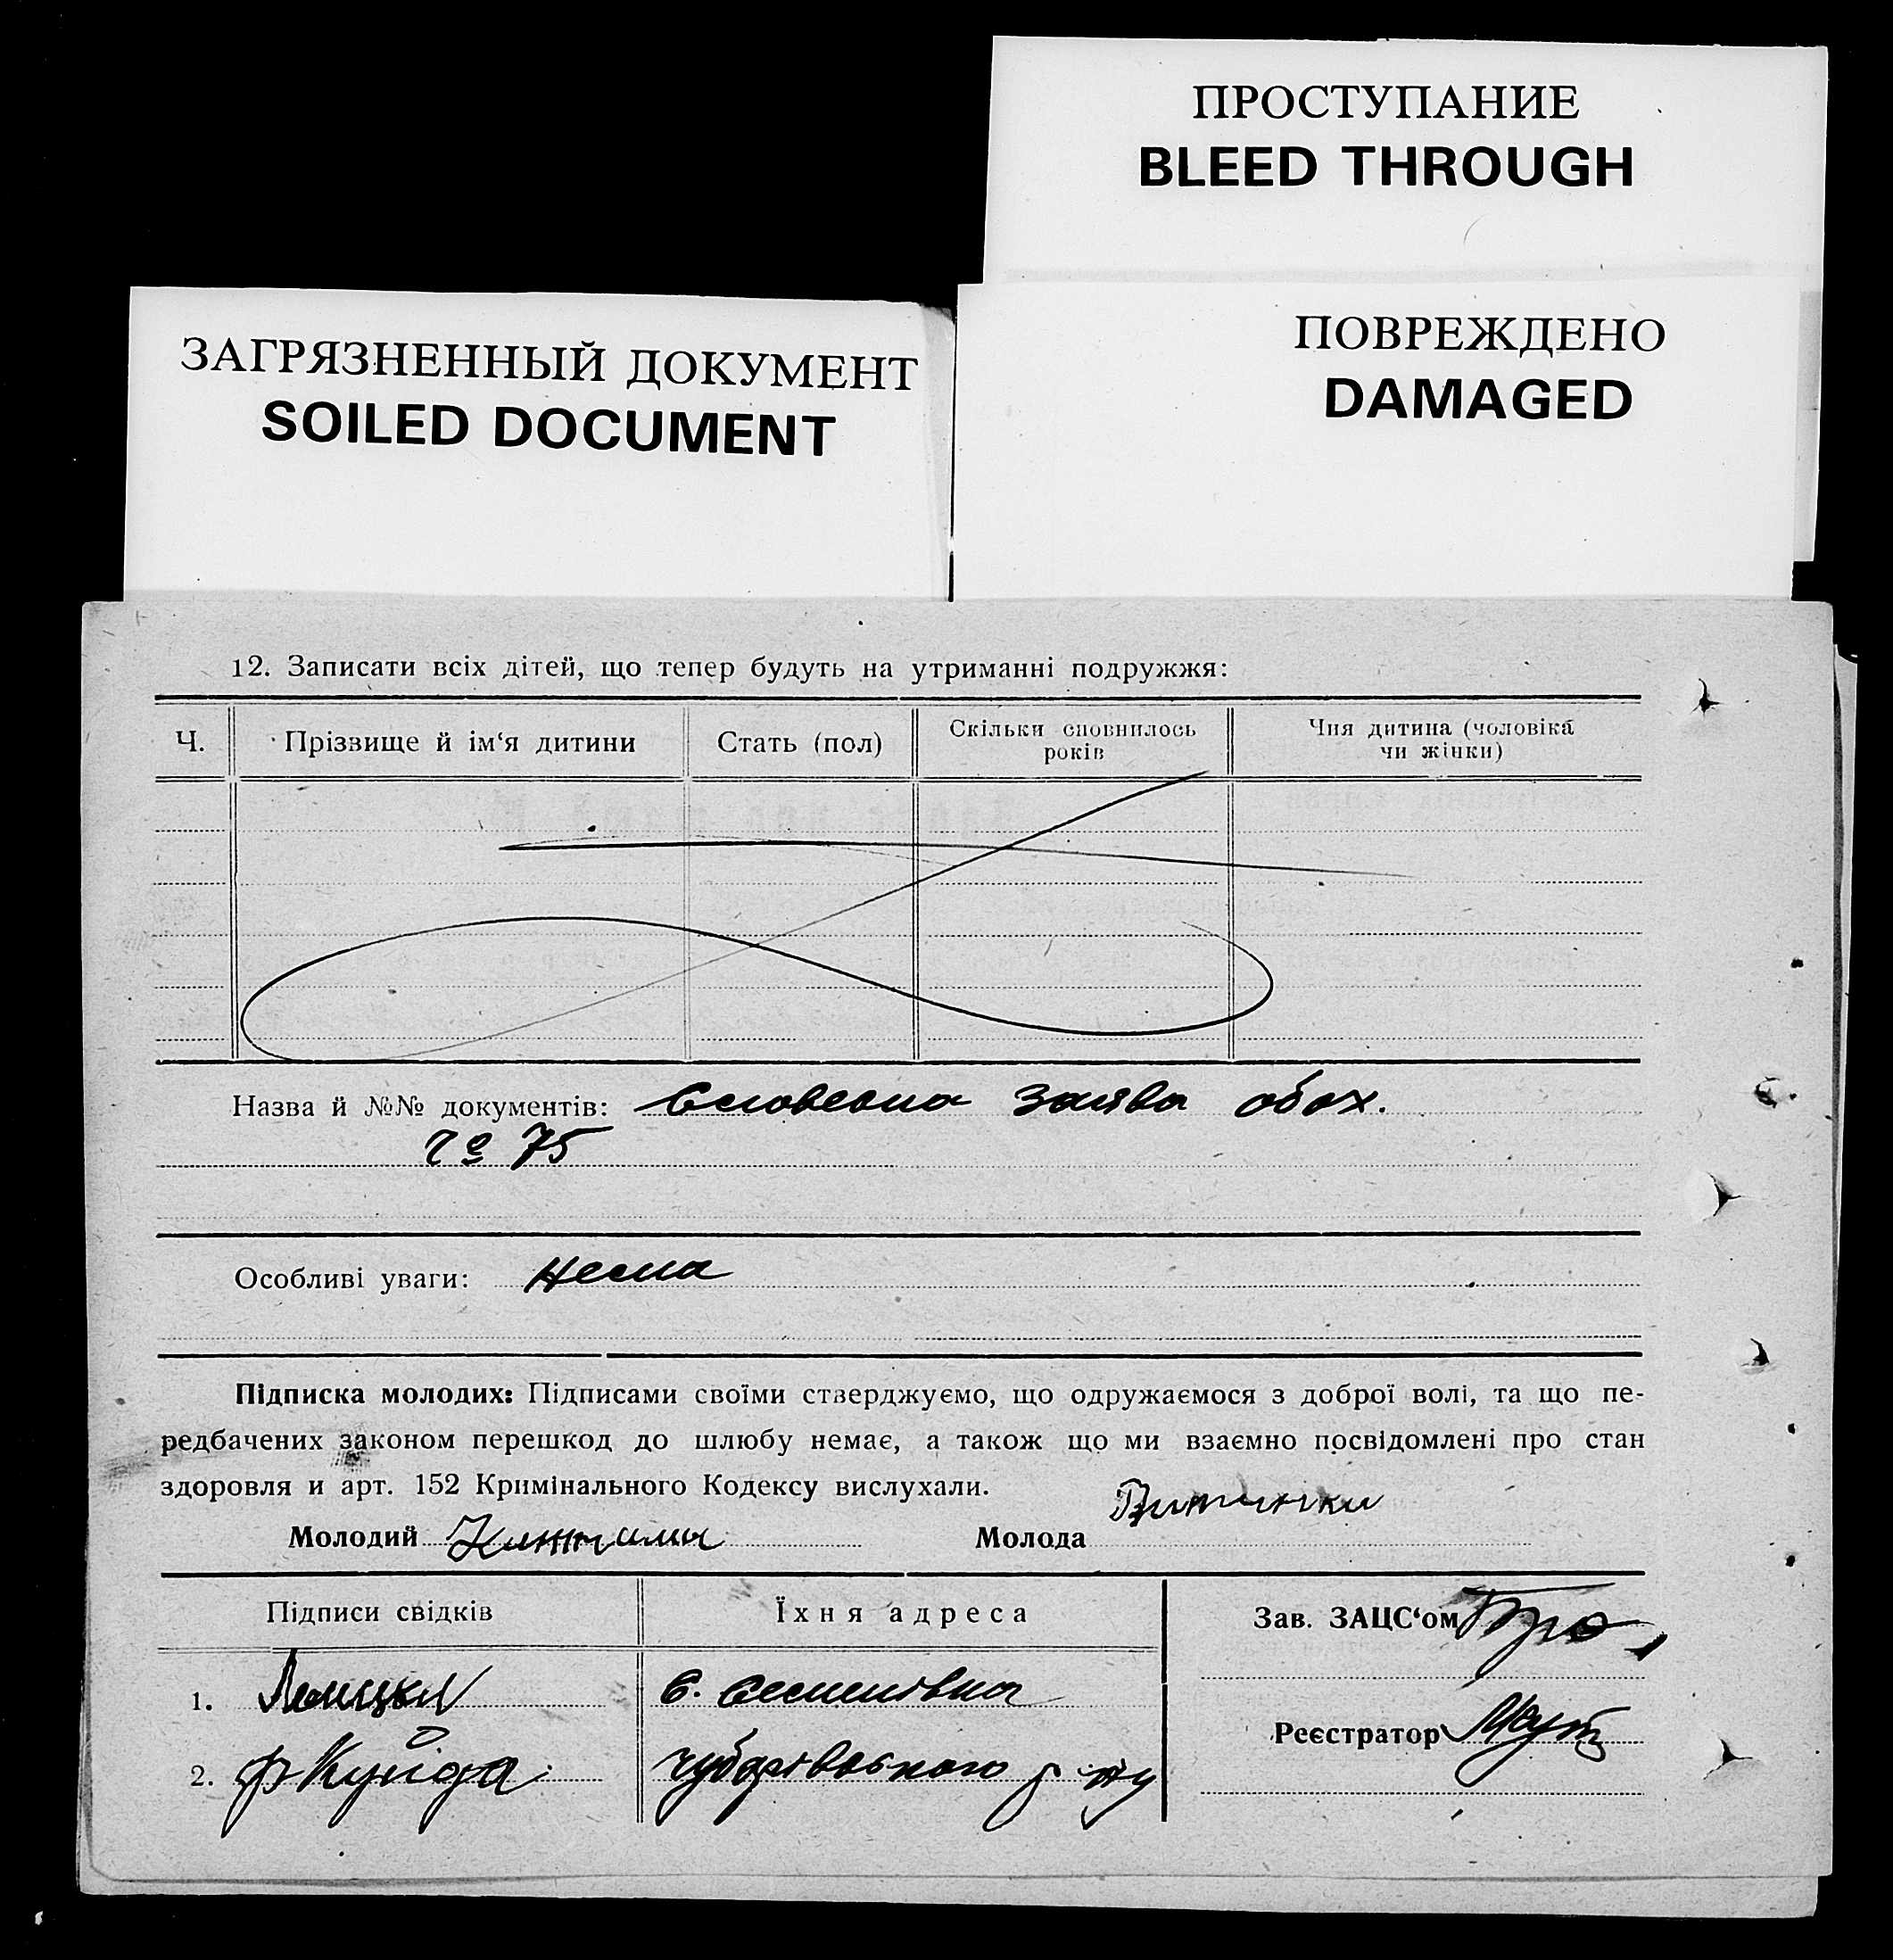 ПРОСТУПАНИЕ
BLEED THROUGH
ЗАГРЯЗНЕННЫЙ ДОКУМЕНТ
SOILED DOCUMENT
ПОВРЕЖДЕНО
DAMAGED
12. Записати всіх дітей, що тепер будуть на утриманні подружжя:
Ч. Прізвище й ім‘я дитини Стать (пол) Скільки сповнилось років Чия дитина (чоловіка чи жінки)
Назва й №№ документів: Словесна заява обох.
75
Особливі уваги: Нема
Підписка молодих: Підписами своїми стверджуємо, що одружаємося з доброї волі, та що пе-
редбачених законом перешкод до шлюбу немає, а також що ми взаємно посвідомлені про стан
здоровля и арт. 152 Кримінального Кодексу вислухали.
Молодий Молода
Підписи свідків Їхня адреса Зав. ЗАЦС‘ом
1. с.
Реєстратор
2. Куйда чубарівського р-ну